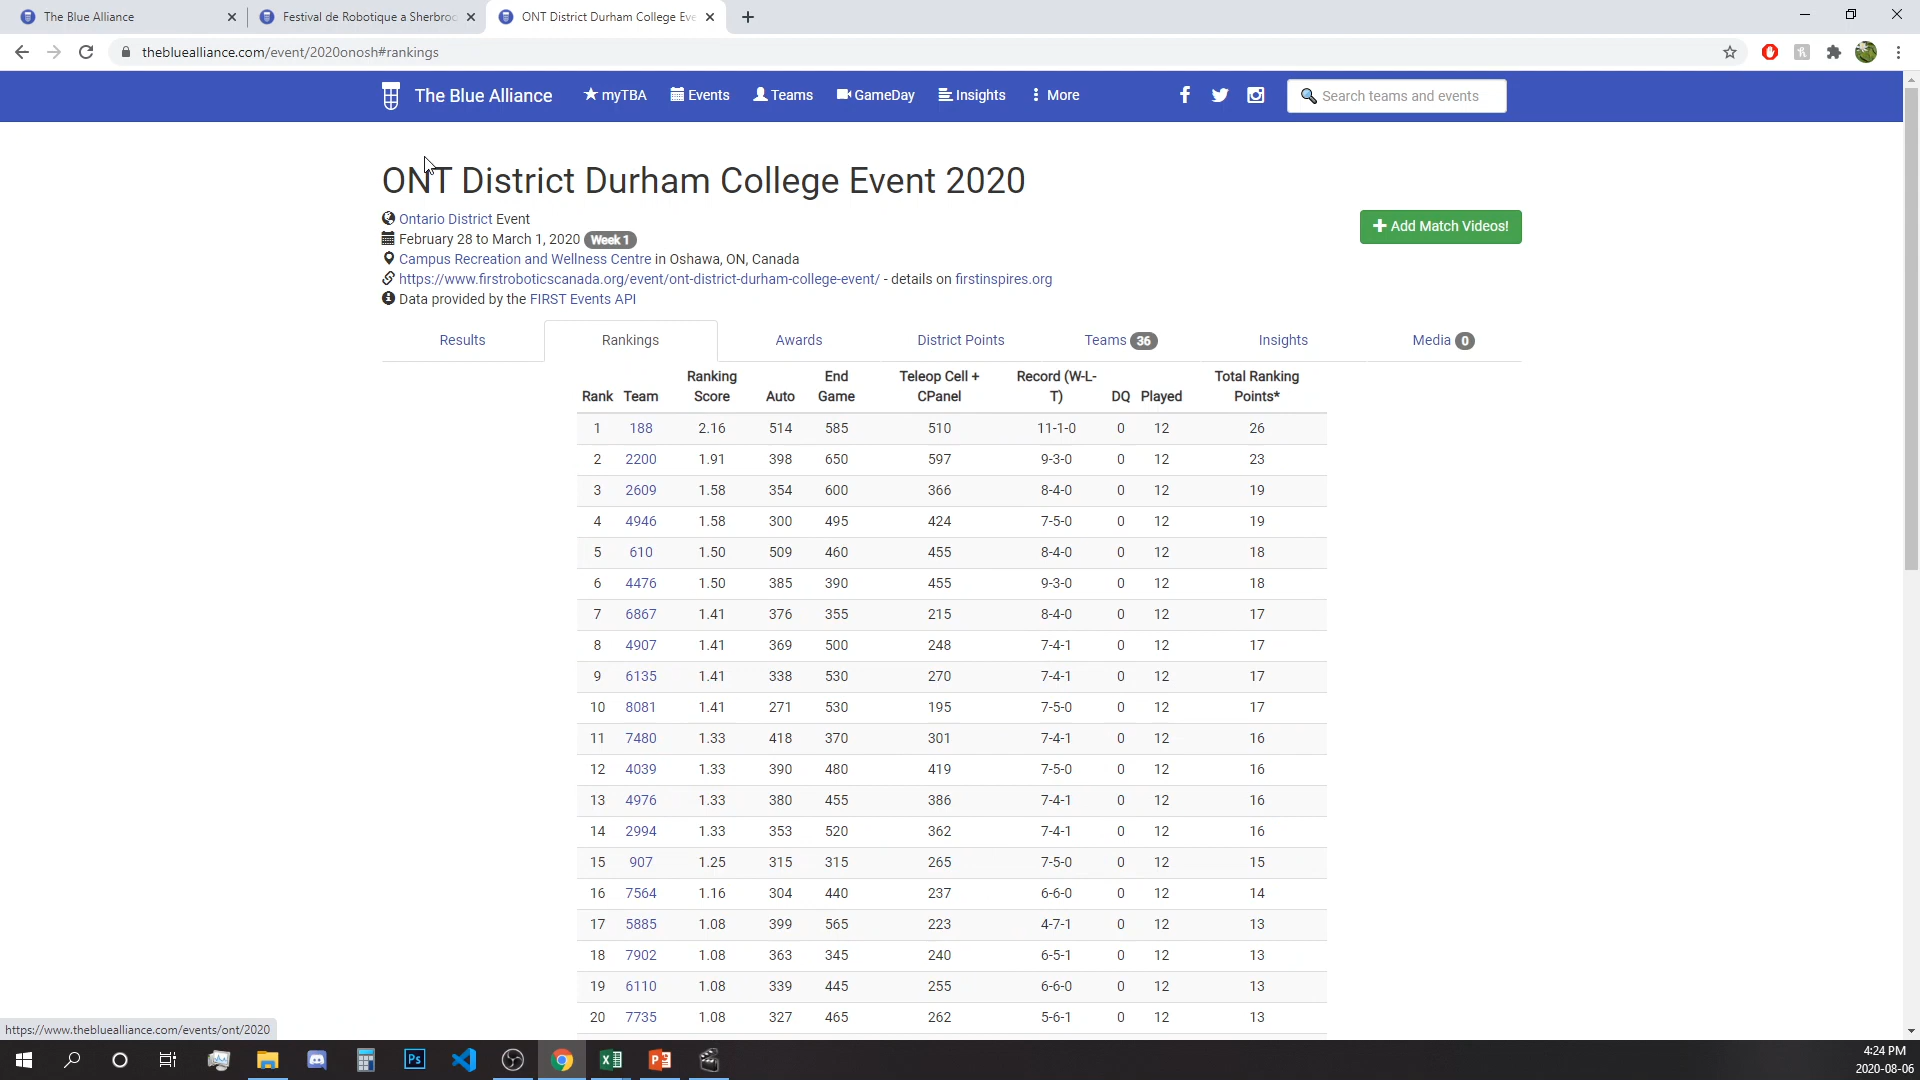 The Blue Alliance
Festival de Robotique a Sherbroo
ONT District Durham College Eve
thebluealliance.com/event/2020onosh#rankings
The Blue Alliance myTBA Events Teams GameDay Insights More
Search teams and events
ONT District Durham College Event 2020
Ontario District Event
Add Match Videos!
February 28 to March 1, 2020 Week 1
Campus Recreation and Wellness Centre in Oshawa, ON, Canada
https://www.firstroboticscanada.org/event/ont-district-durham-college-event/ - details on firstinspires.org
Data provided by the FIRST Events API
Results Rankings Awards District Points Teams 36 Insights Media 0
Rank Team Ranking Score Auto End Game Teleop Cell + CPanel Record (W-L-T) DQ Played Total Ranking Points*
1 188 2.16 514 585 510 11-1-0 0 12 26
2 2200 1.91 398 650 597 9-3-0 0 12 23
3 2609 1.58 354 600 366 8-4-0 0 12 19
4 4946 1.58 300 495 424 7-5-0 0 12 19
5 610 1.50 509 460 455 8-4-0 0 12 18
6 4476 1.50 385 390 455 9-3-0 0 12 18
7 6867 1.41 376 355 215 8-4-0 0 12 17
8 4907 1.41 369 500 248 7-4-1 0 12 17
9 6135 1.41 338 530 270 7-4-1 0 12 17
10 8081 1.41 271 530 195 7-5-0 0 12 17
11 7480 1.33 418 370 301 7-4-1 0 12 16
12 4039 1.33 390 480 419 7-5-0 0 12 16
13 4976 1.33 380 455 386 7-4-1 0 12 16
14 2994 1.33 353 520 362 7-4-1 0 12 16
15 907 1.25 315 315 265 7-5-0 0 12 15
16 7564 1.16 304 440 237 6-6-0 0 12 14
17 5885 1.08 399 565 223 4-7-1 0 12 13
18 7902 1.08 363 345 240 6-5-1 0 12 13
19 6110 1.08 339 445 255 6-6-0 0 12 13
20 7735 1.08 327 465 262 5-6-1 0 12 13
https://www.thebluealliance.com/events/ont/2020
4:24 PM
2020-08-06